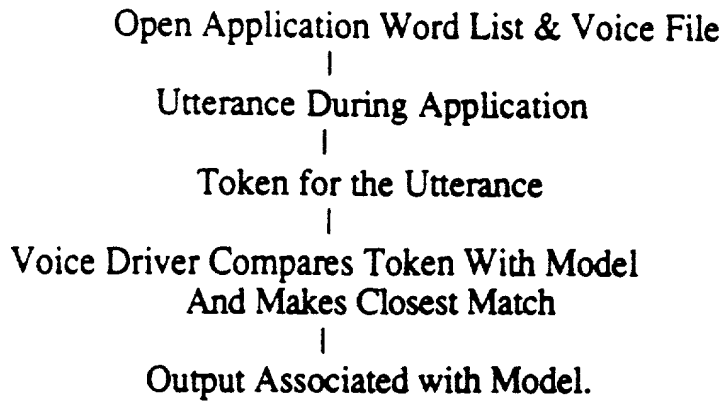 Open Application Word List & Voice File
Utterance During Application
Token for the Utterance
Voice Driver Compares Token With Model
And Makes Closest Match
Output Associated with Model.